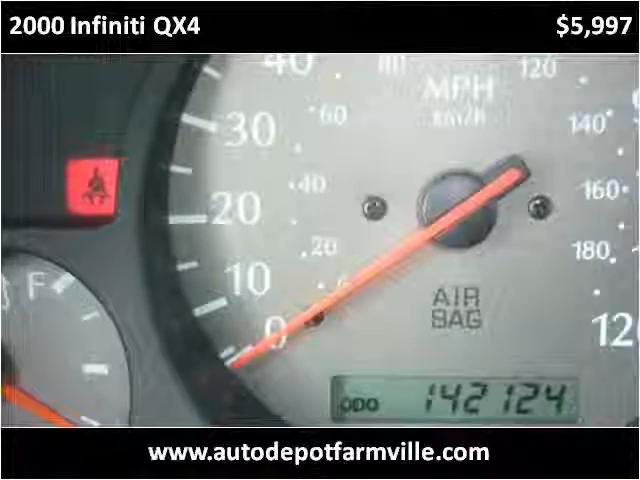 2000 Infiniti QX4 $5,997
40 80 MPH 120
30 60 km/h 140
40 160
20
20 180
F 10
0 AIR 120
BAG
ODO 142124
www.autodepotfarmville.com